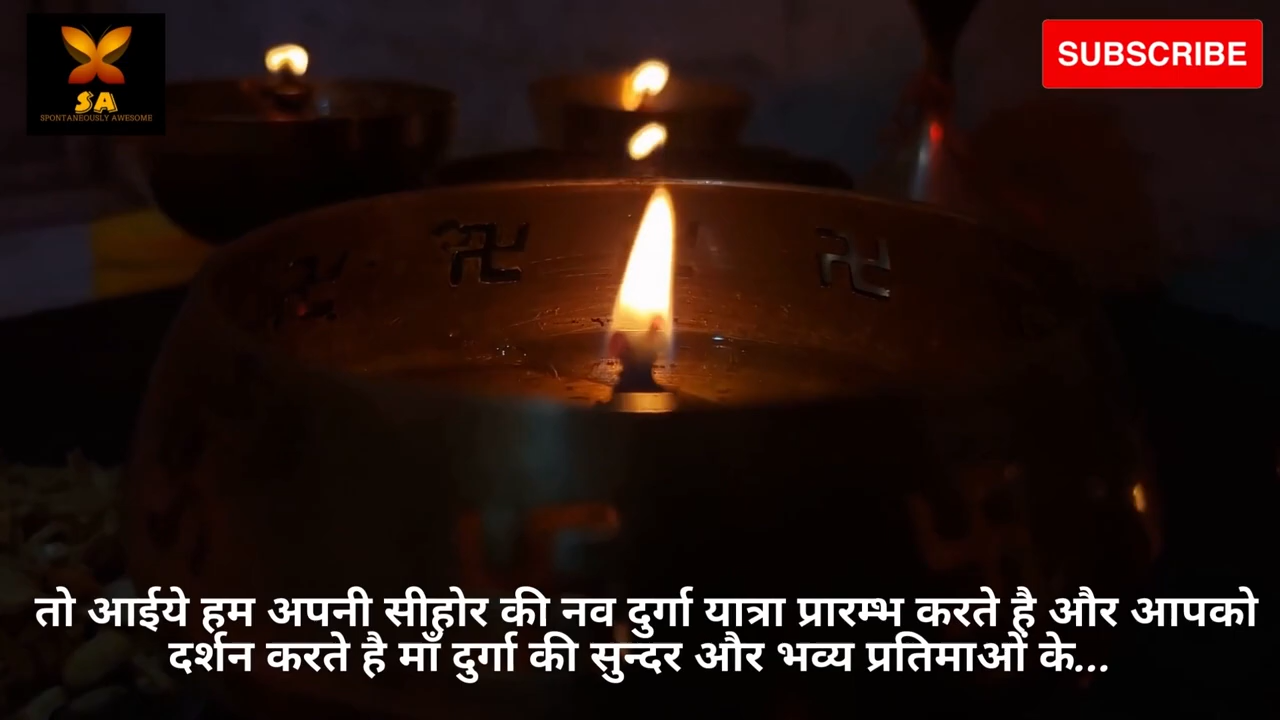 SA
SPONTANEOUSLY AWESOME
SUBSCRIBE
तो आईये हम अपनी सीहोर की नव दुर्गा यात्रा प्रारम्भ करते है और आपको
दर्शन करते है माँ दुर्गा की सुन्दर और भव्य प्रतिमाओं के...